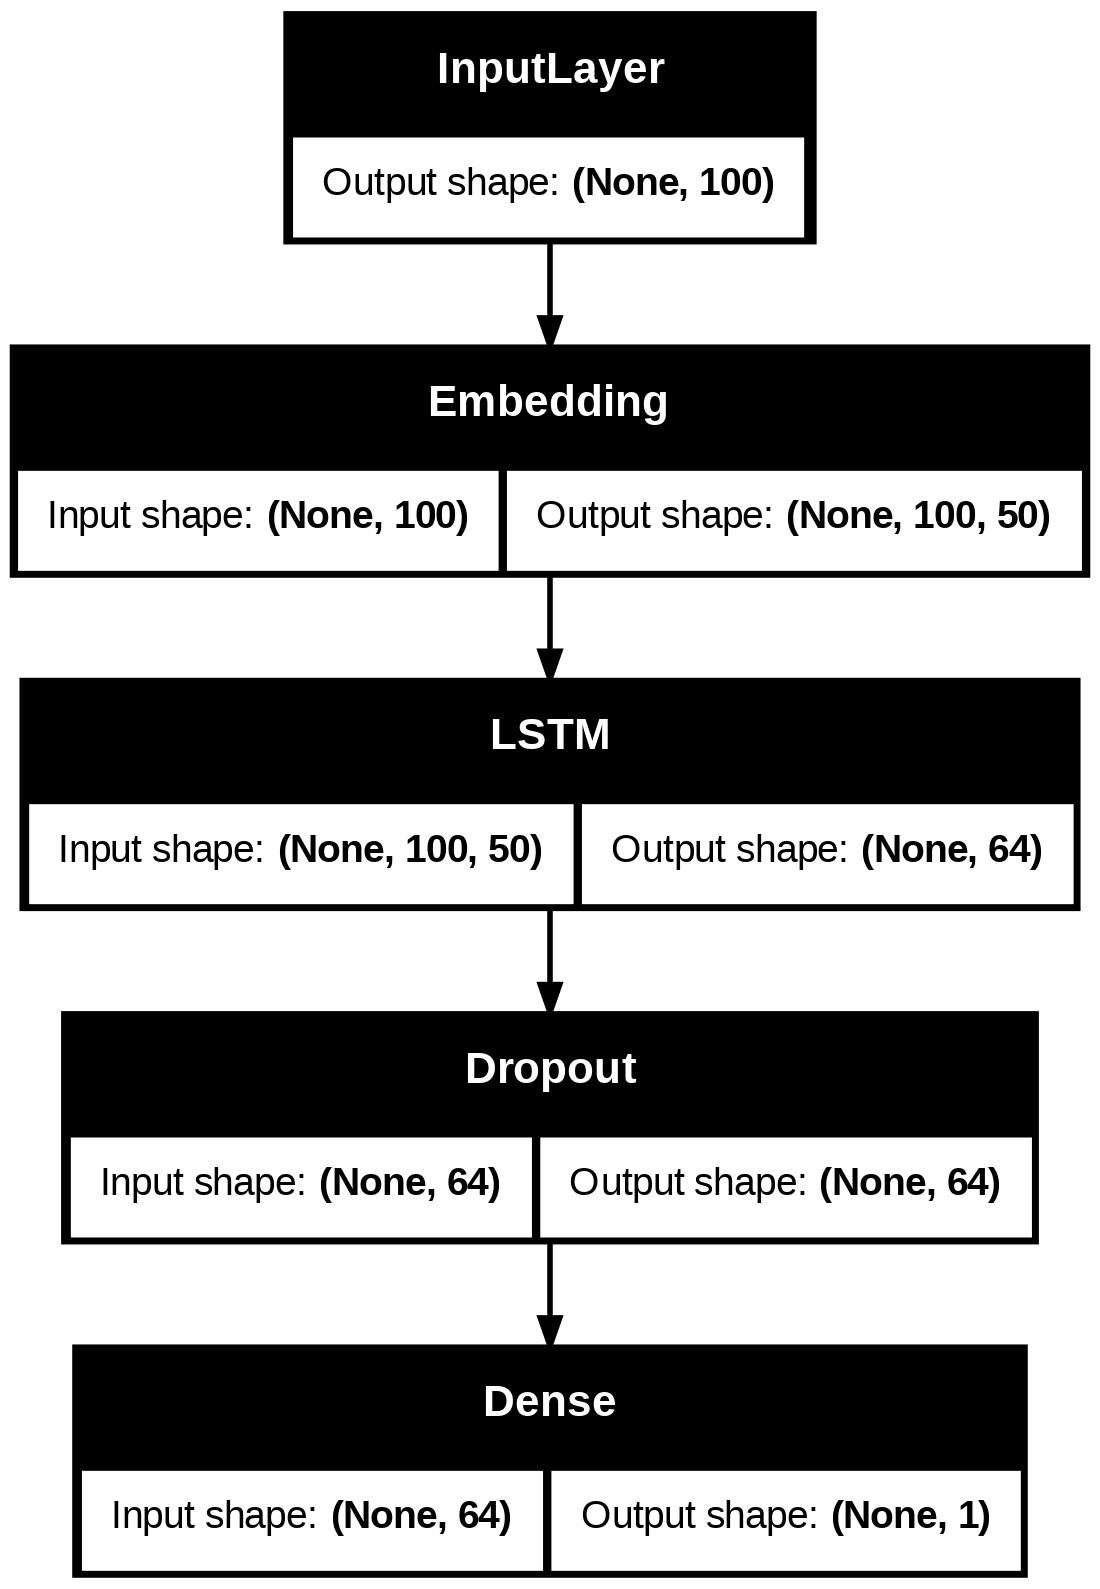 InputLayer
Output shape: (None, 100)
Embedding
Input shape: (None, 100) Output shape: (None, 100, 50)
LSTM
Input shape: (None, 100, 50) Output shape: (None, 64)
Dropout
Input shape: (None, 64) Output shape: (None, 64)
Dense
Input shape: (None, 64) Output shape: (None, 1)